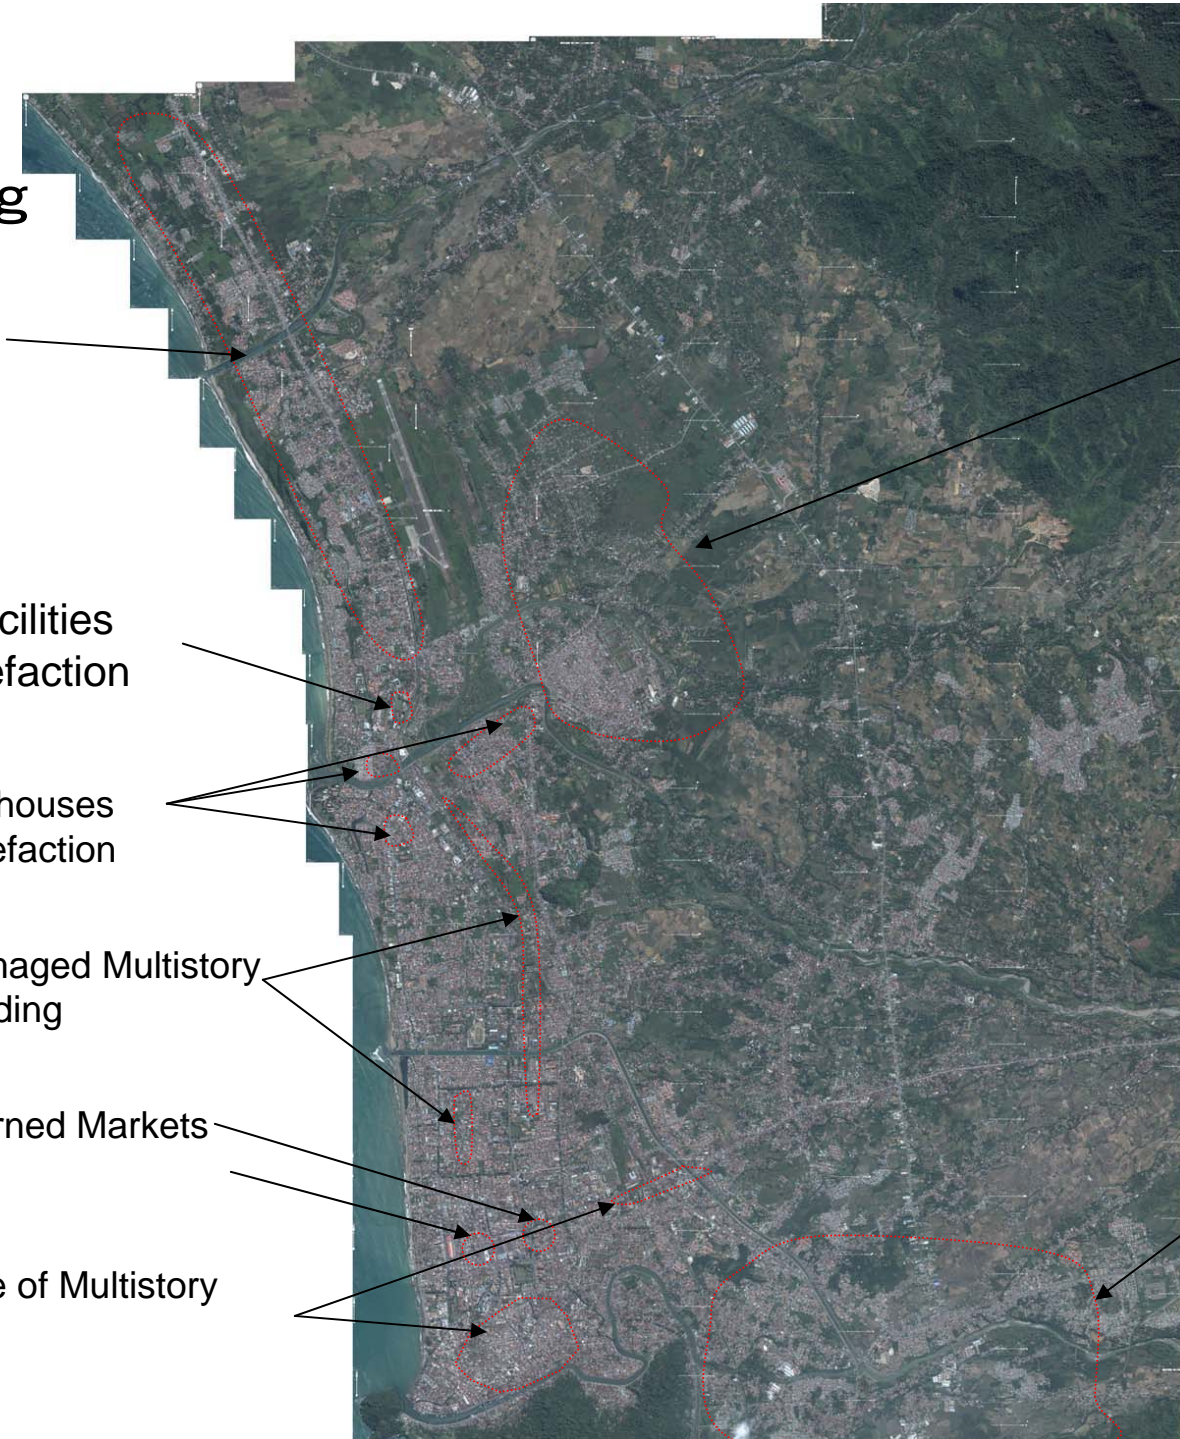 g
cilities
efaction
houses
efaction
naged Multistory
ding
rned Markets
e of Multistory